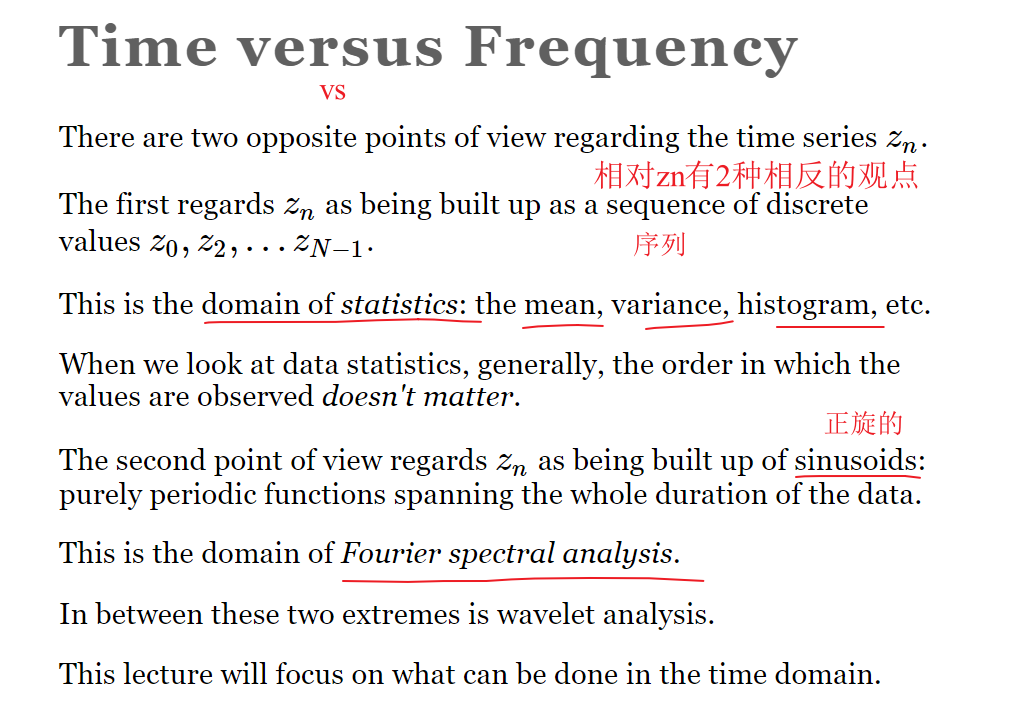 Time versus Frequency
vs
There are two opposite points of view regarding the time series zₙ.
相对zn有2种相反的观点
The first regards zₙ as being built up as a sequence of discrete
values z₀, z₂, . . . z_{N−1}.
序列
This is the domain of statistics: the mean, variance, histogram, etc.
When we look at data statistics, generally, the order in which the
values are observed doesn't matter.
正旋的
The second point of view regards zₙ as being built up of sinusoids:
purely periodic functions spanning the whole duration of the data.
This is the domain of Fourier spectral analysis.
In between these two extremes is wavelet analysis.
This lecture will focus on what can be done in the time domain.